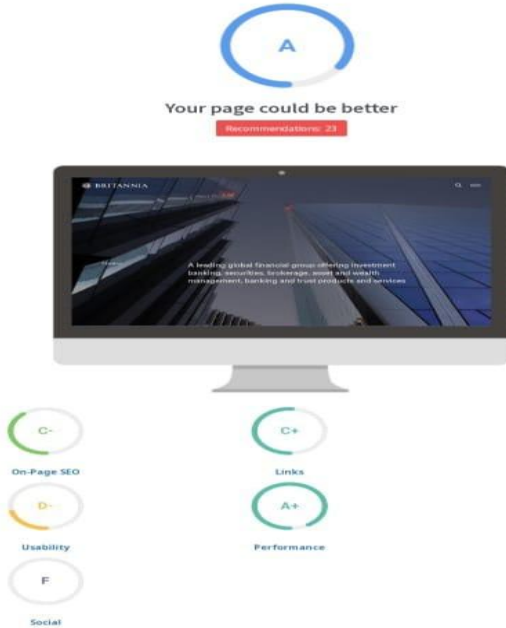 A
Your page could be better
Recommendations: 23
BRITANNIA
A leading global financial group offering investment
banking, securities, brokerage, asset and wealth
management, banking and trust products and services
C-
On-Page SEO
C+
Links
D-
Usability
A+
Performance
F
Social